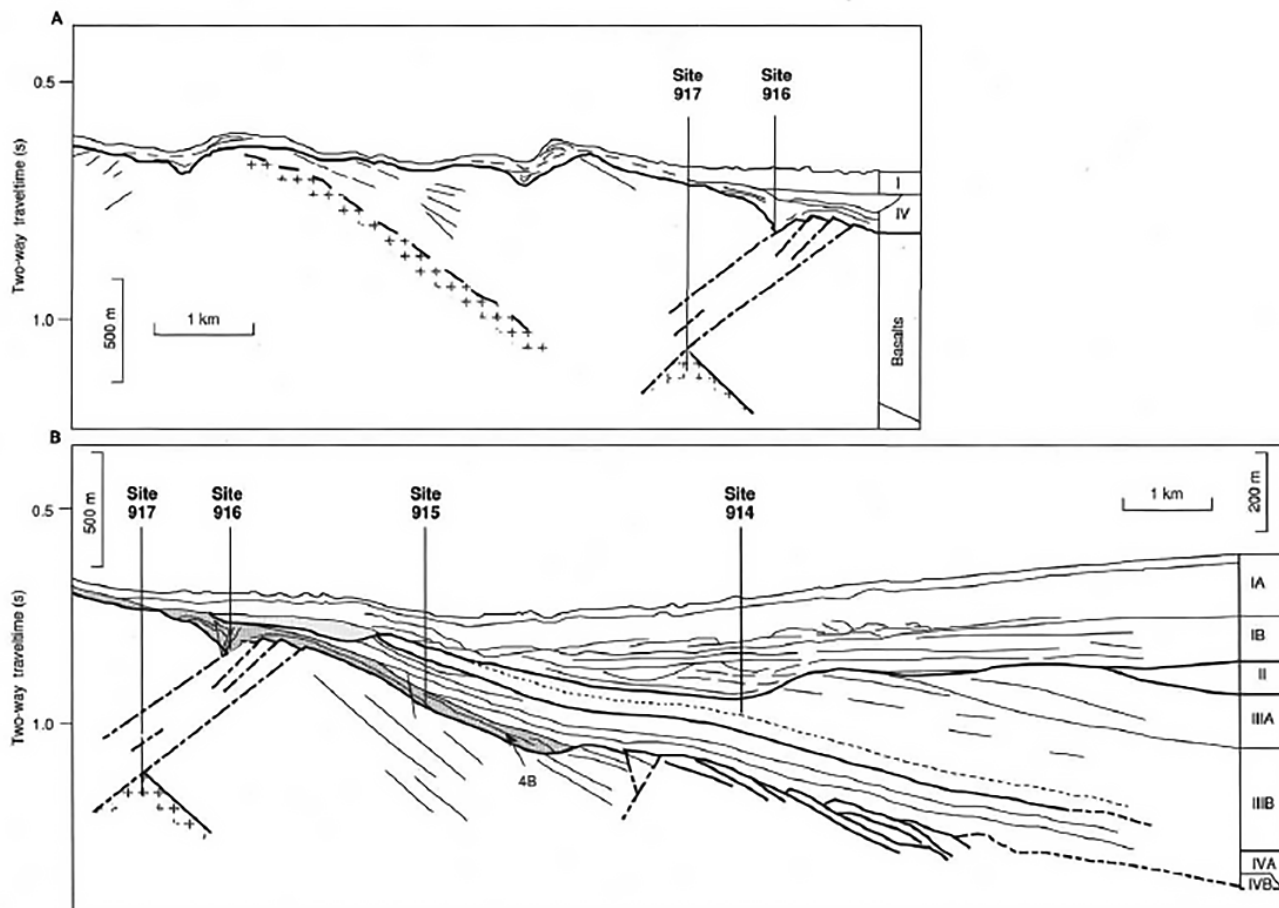 A
0.5
Site
917
Site
916
Two-way traveltime (s)
I
IV
1 km
500 m
1.0
Basalts
B
500 m
Site
917
Site
916
Site
915
Site
914
1 km
200 m
0.5
Two-way traveltime (s)
IA
IB
II
1.0
IIIA
4B
IIIB
IVA
IVB